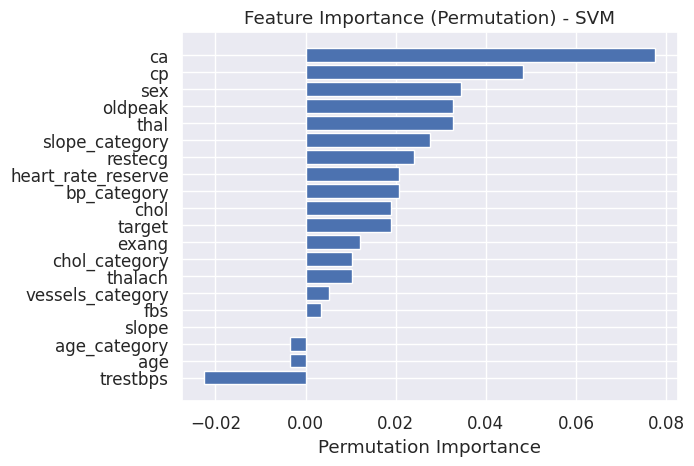 Feature Importance (Permutation) - SVM
ca
cp
sex
oldpeak
thal
slope_category
restecg
heart_rate_reserve
bp_category
chol
target
exang
chol_category
thalach
vessels_category
fbs
slope
age_category
age
trestbps
−0.02 0.00 0.02 0.04 0.06 0.08
Permutation Importance